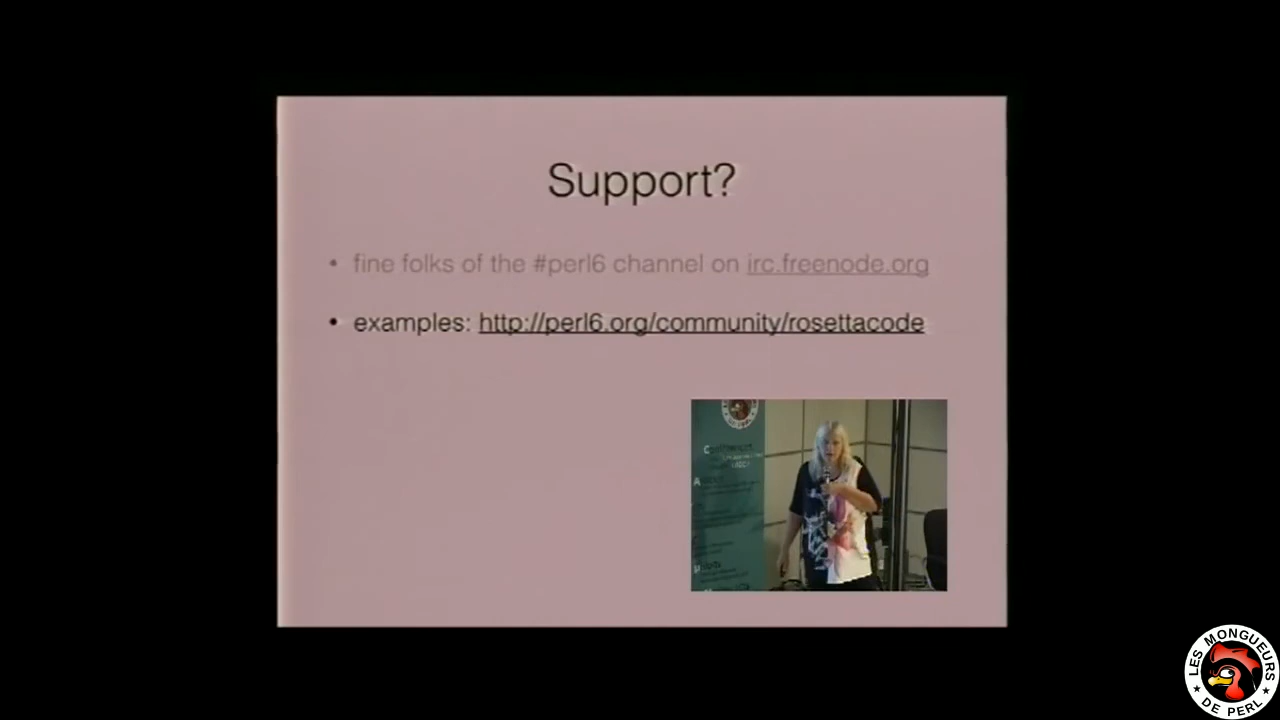 Support?
• fine folks of the #perl6 channel on irc.freenode.org
• examples: http://perl6.org/community/rosettacode
LES MONGUEURS
DE PERL